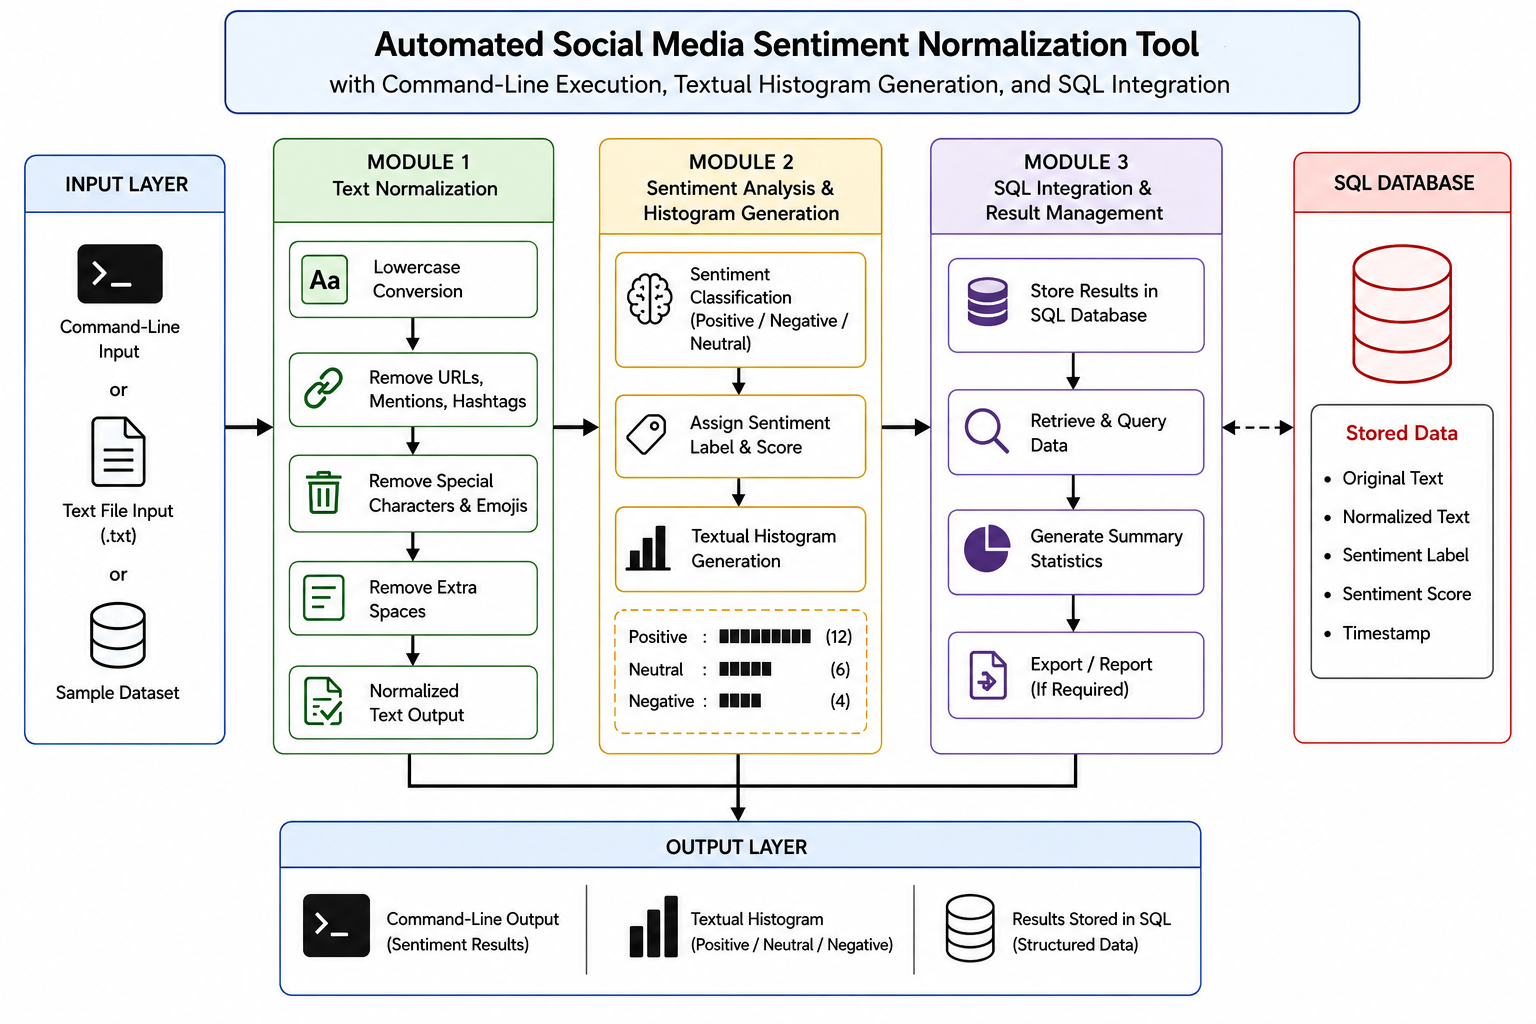 Automated Social Media Sentiment Normalization Tool
with Command-Line Execution, Textual Histogram Generation, and SQL Integration
INPUT LAYER
>_
Command-Line
Input
or
Text File Input
(.txt)
or
Sample Dataset
MODULE 1
Text Normalization
Aa
Lowercase
Conversion
Remove URLs,
Mentions, Hashtags
Remove Special
Characters & Emojis
Remove Extra
Spaces
Normalized
Text Output
MODULE 2
Sentiment Analysis &
Histogram Generation
Sentiment
Classification
(Positive / Negative /
Neutral)
Assign Sentiment
Label & Score
Textual Histogram
Generation
Positive : (12)
Neutral : (6)
Negative : (4)
MODULE 3
SQL Integration &
Result Management
Store Results in
SQL Database
Retrieve & Query
Data
Generate Summary
Statistics
Export / Report
(If Required)
SQL DATABASE
Stored Data
• Original Text
• Normalized Text
• Sentiment Label
• Sentiment Score
• Timestamp
OUTPUT LAYER
>_
Command-Line Output
(Sentiment Results)
Textual Histogram
(Positive / Neutral / Negative)
Results Stored in SQL
(Structured Data)